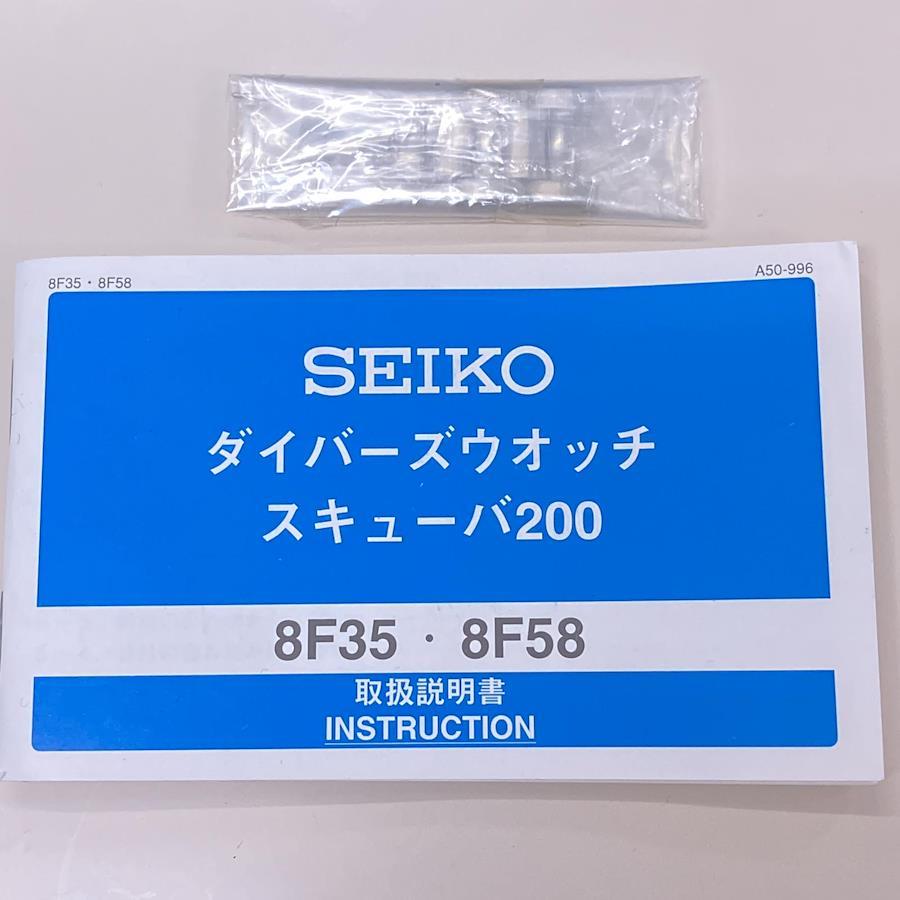 8F35・8F58
A50-996
SEIKO
ダイバーズウオッチ
スキューバ200
8F35・8F58
取扱説明書
INSTRUCTION